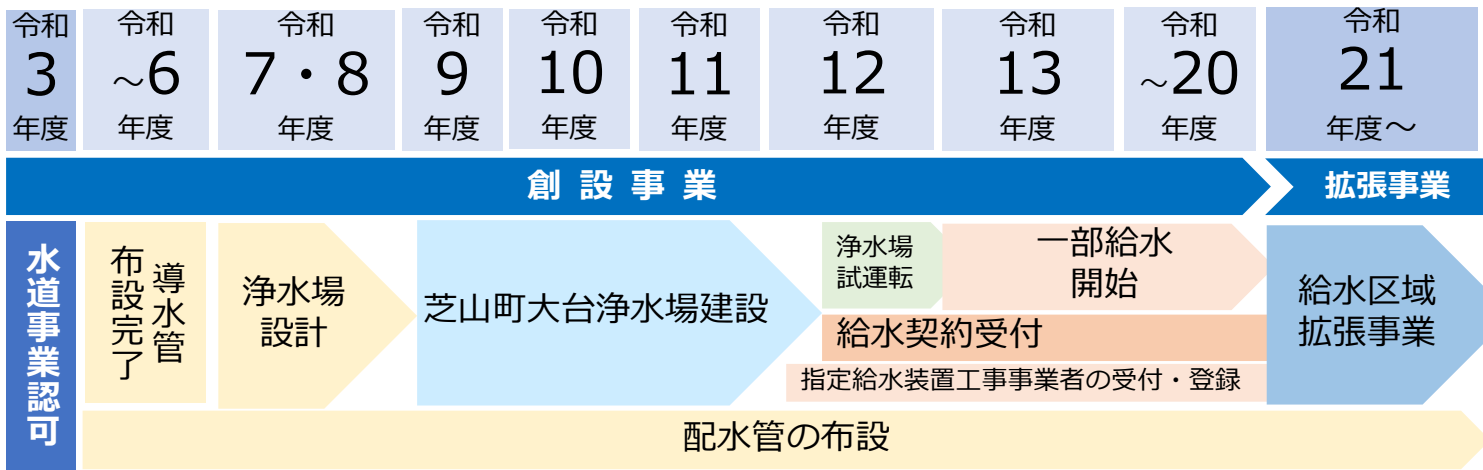 令和
3
年度
令和
～6
年度
令和
7・8
年度
令和
9
年度
令和
10
年度
令和
11
年度
令和
12
年度
令和
13
年度
令和
～20
年度
令和
21
年度～
創設事業
拡張事業
水道事業認可
導水管
布設完了
浄水場
設計
芝山町大台浄水場建設
浄水場
試運転
一部給水
開始
給水契約受付
指定給水装置工事事業者の受付・登録
給水区域
拡張事業
配水管の布設